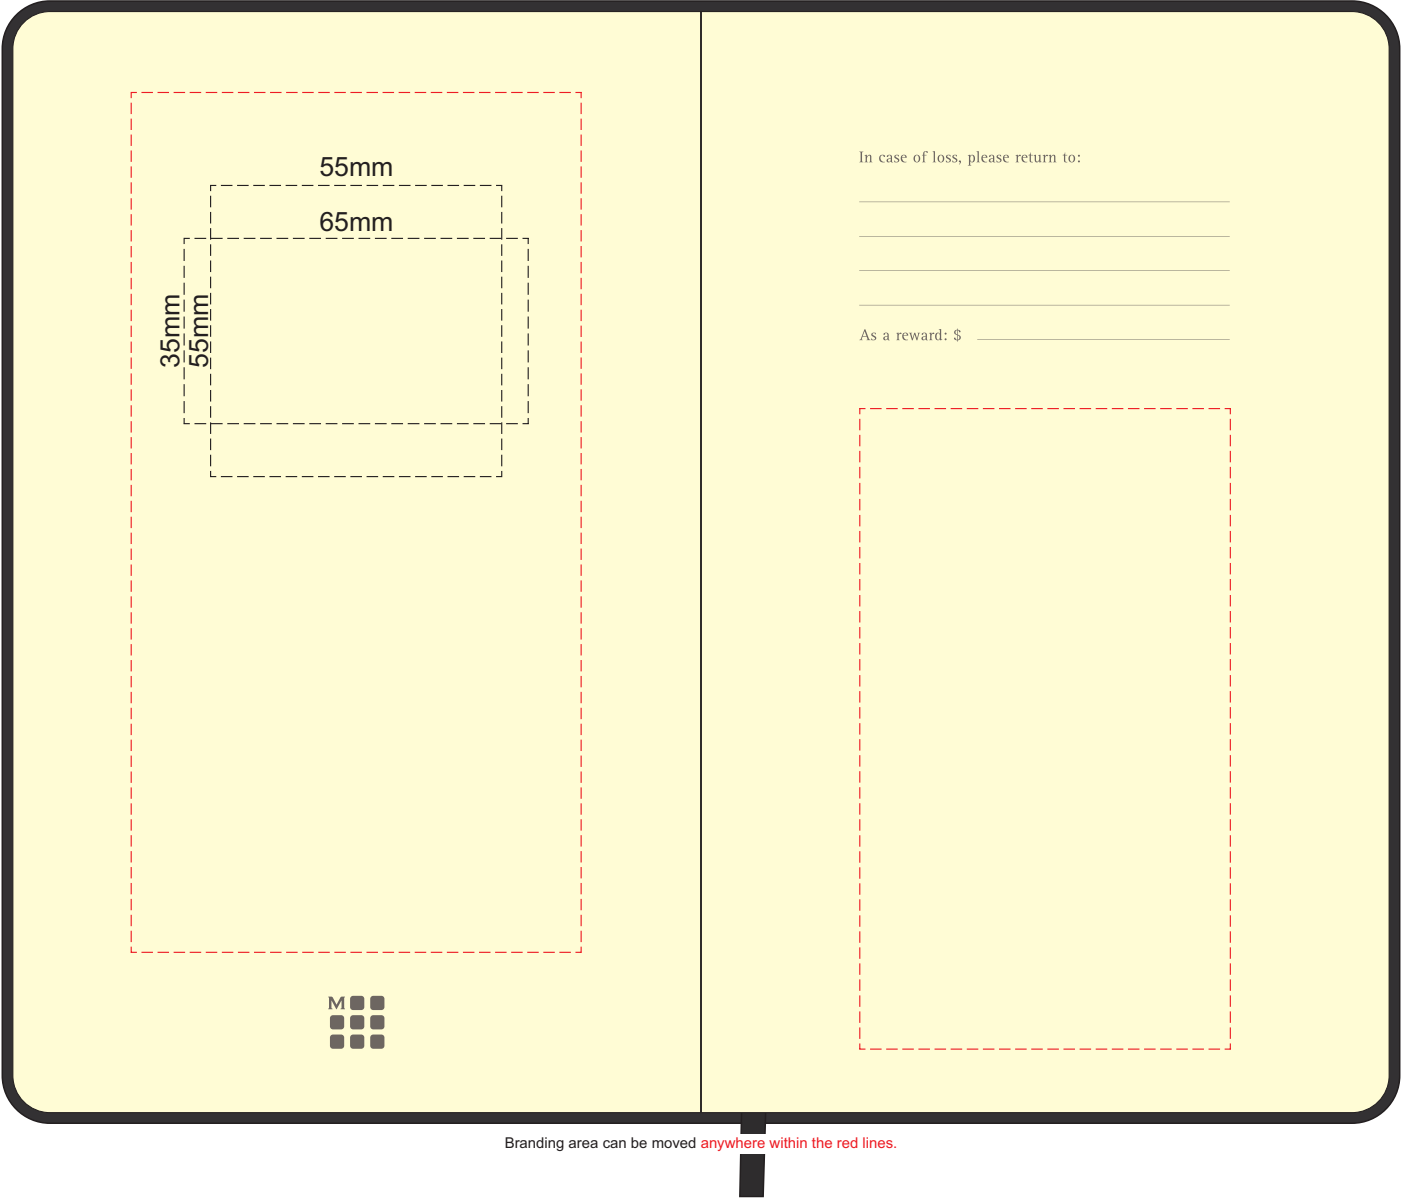 55mm
65mm
35mm
55mm
M
In case of loss, please return to:
As a reward: $
Branding area can be moved anywhere within the red lines.